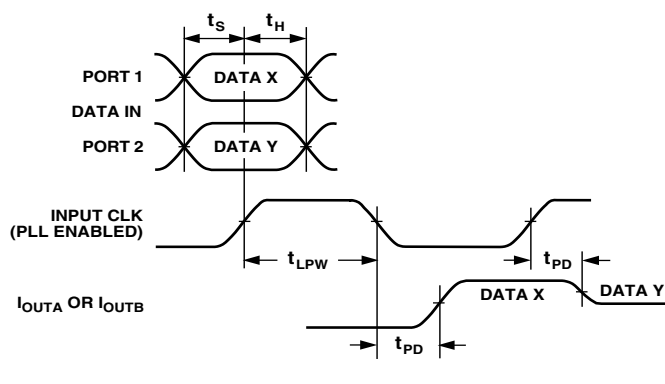 tS tH
PORT 1
DATA X
DATA IN
PORT 2
DATA Y
INPUT CLK
(PLL ENABLED)
tLPW
tPD
IOUTA OR IOUTB
DATA X
DATA Y
tPD